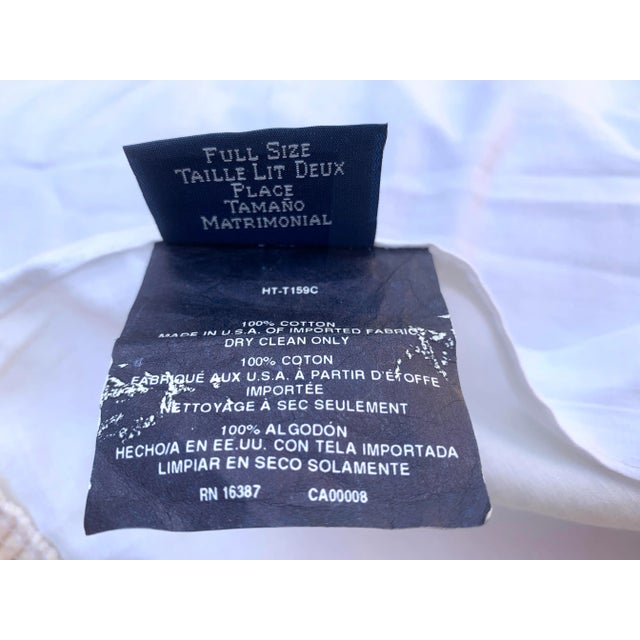 FULL SIZE
TAILLE LIT DEUX
PLACE
TAMAÑO
MATRIMONIAL
HT-T159C
100% COTTON
MADE IN U.S.A. OF IMPORTED FABRIC
DRY CLEAN ONLY
100% COTON
FABRIQUÉ AUX U.S.A. À PARTIR D'ÉTOFFE
IMPORTÉE
NETTOYAGE À SEC SEULEMENT
100% ALGODÓN
HECHO/A EN EE.UU. CON TELA IMPORTADA
LIMPIAR EN SECO SOLAMENTE
RN 16387 CA00008